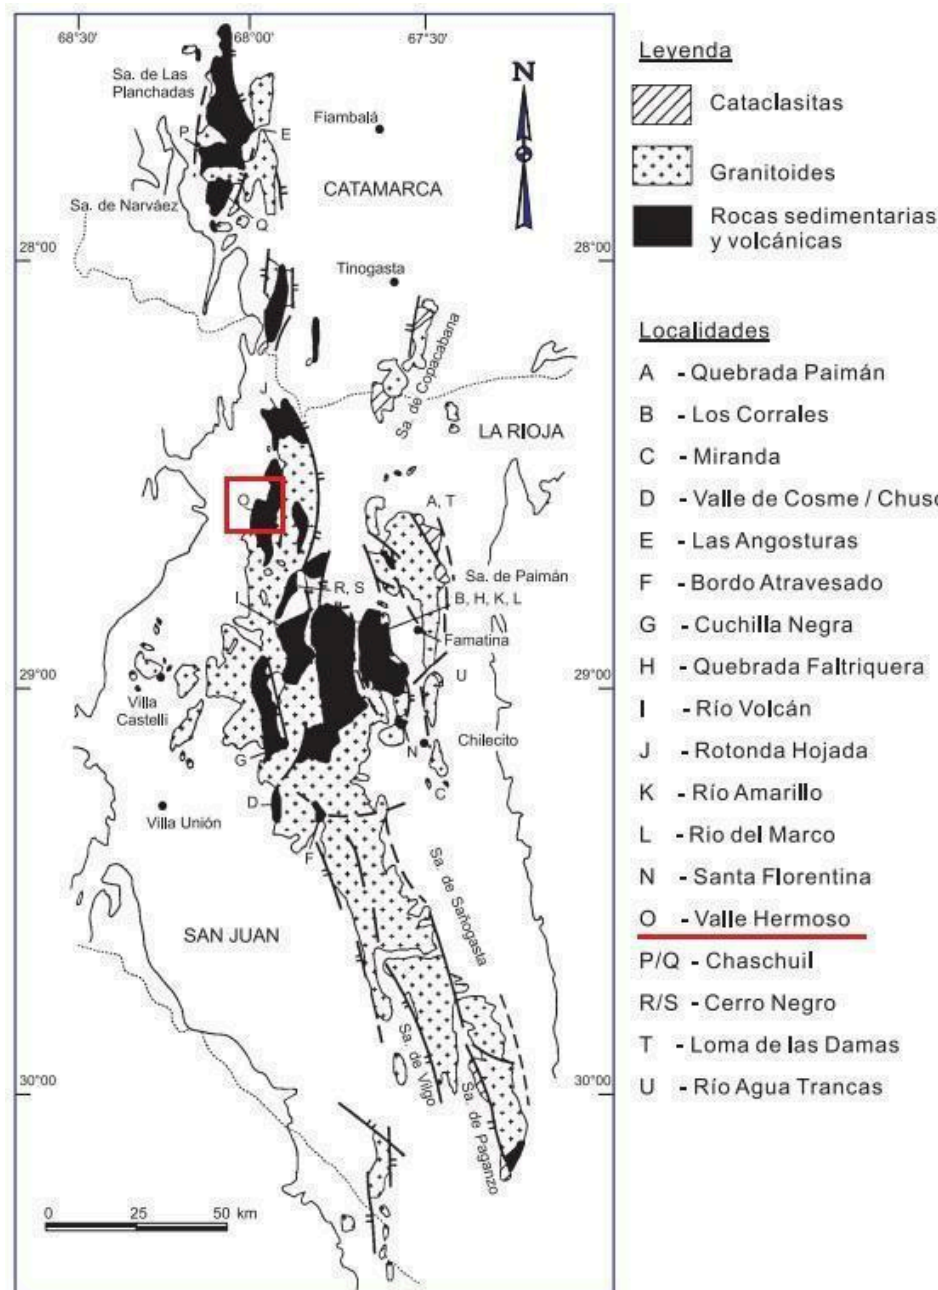 68°30'
68°00'
67°30'
Sa. de Las
Planchadas
N
Fiambalá
P
E
CATAMARCA
Sa. de Narváez
Q
28°00'
28°00'
Tinogasta
Sa. de Copacabana
J
LA RIOJA
O
A, T
Sa. de Paimán
R, S
I
B, H, K, L
Famatina
29°00'
29°00'
U
Villa
Castelli
N
Chilecito
G
C
D
Villa Unión
F
Sa. de Sañogasta
SAN JUAN
Sa. de Vilgo
Sa. de Paganzo
30°00'
30°00'
0 25 50 km
Leyenda
Cataclasitas
Granitoides
Rocas sedimentarias
y volcánicas
Localidades
A - Quebrada Paimán
B - Los Corrales
C - Miranda
D - Valle de Cosme / Chusc
E - Las Angosturas
F - Bordo Atravesado
G - Cuchilla Negra
H - Quebrada Faltriquera
I - Río Volcán
J - Rotonda Hojada
K - Río Amarillo
L - Rio del Marco
N - Santa Florentina
O - Valle Hermoso
P/Q - Chaschuil
R/S - Cerro Negro
T - Loma de las Damas
U - Río Agua Trancas